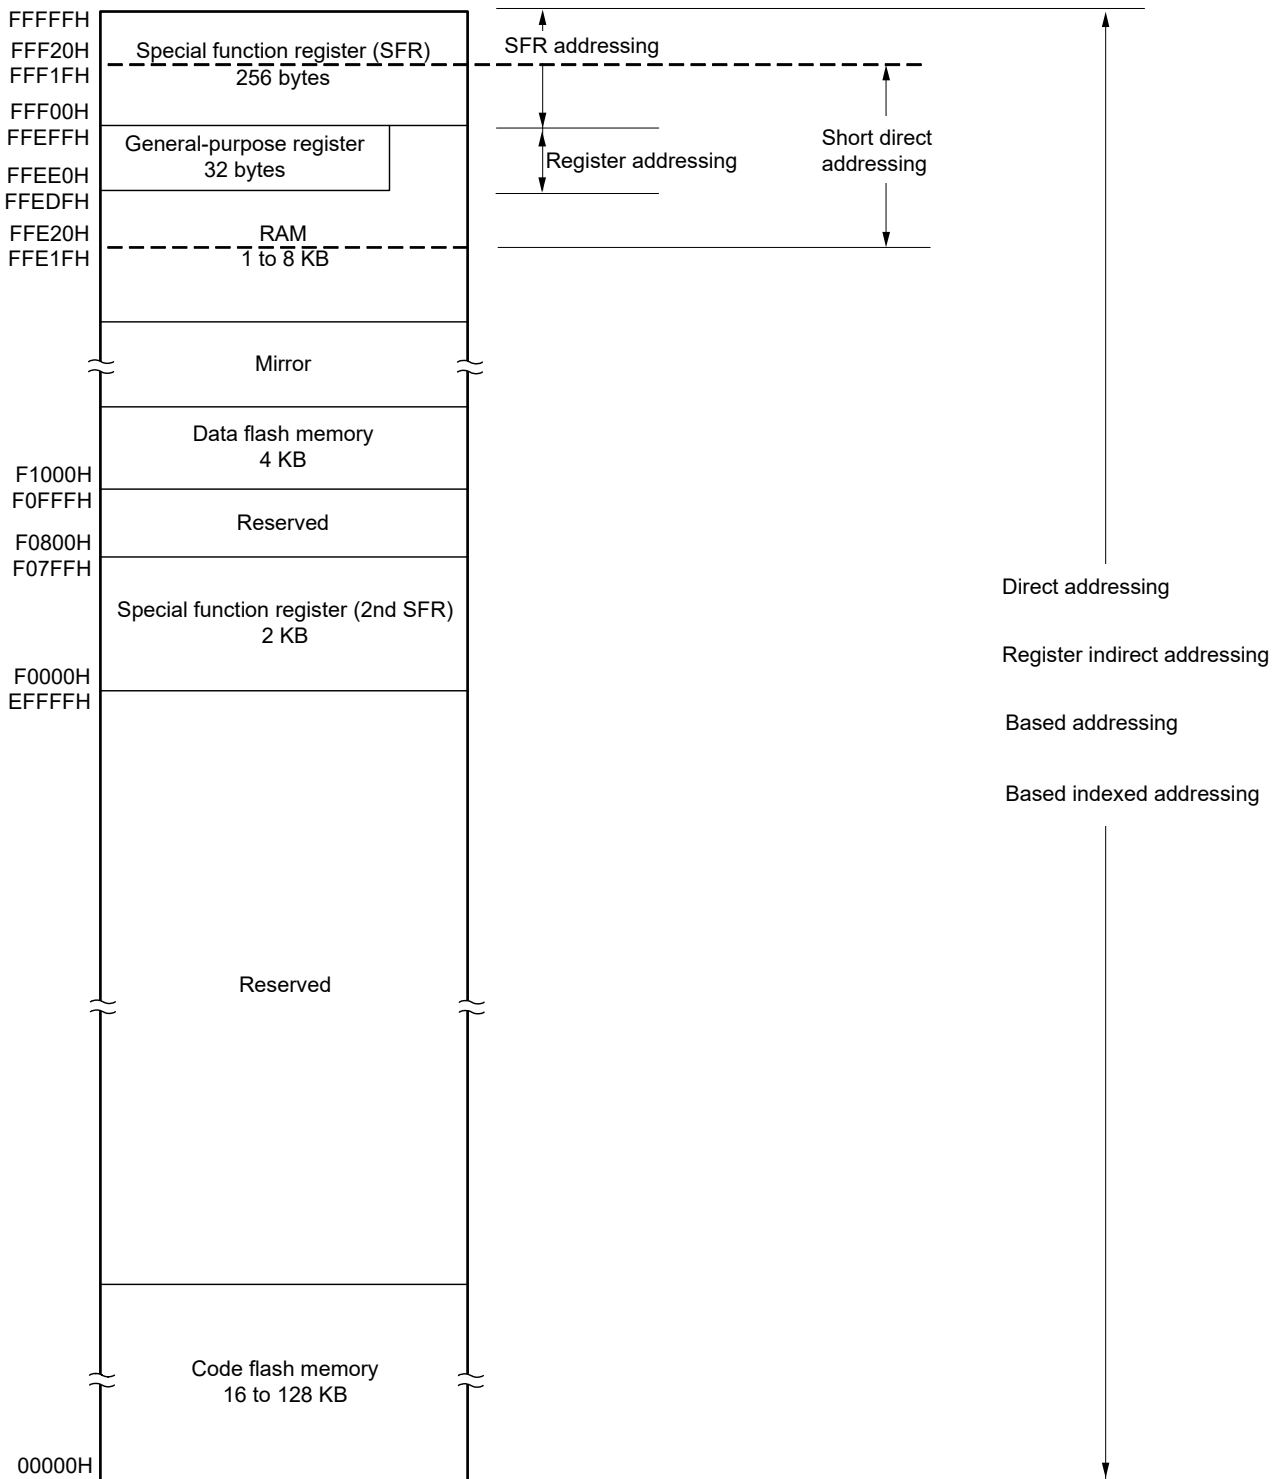 FFFFFH
SFR addressing
FFF20H
Special function register (SFR)
FFF1FH
256 bytes
FFF00H
FFEFFH
General-purpose register
32 bytes
Register addressing
Short direct
addressing
FFEE0H
FFEDFH
FFE20H
RAM
FFE1FH
1 to 8 KB
Mirror
Data flash memory
4 KB
F1000H
F0FFFH
Reserved
F0800H
F07FFH
Special function register (2nd SFR)
2 KB
F0000H
EFFFFH
Direct addressing
Register indirect addressing
Based addressing
Based indexed addressing
Reserved
Code flash memory
16 to 128 KB
00000H